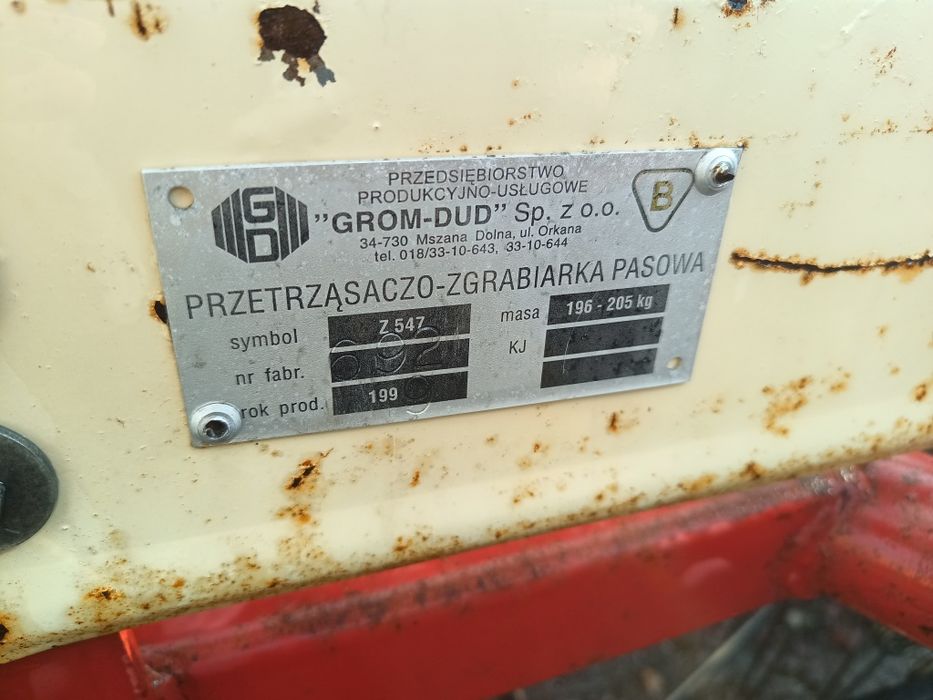 GD
PRZEDSIĘBIORSTWO
PRODUKCYJNO-USŁUGOWE
"GROM-DUD" Sp. z o.o.
34-730 Mszana Dolna, ul. Orkana
tel. 018/33-10-643, 33-10-644
B
PRZETRZĄSACZO-ZGRABIARKA PASOWA
symbol Z 547 masa 196 - 205 kg
nr fabr. KJ
rok prod. 199